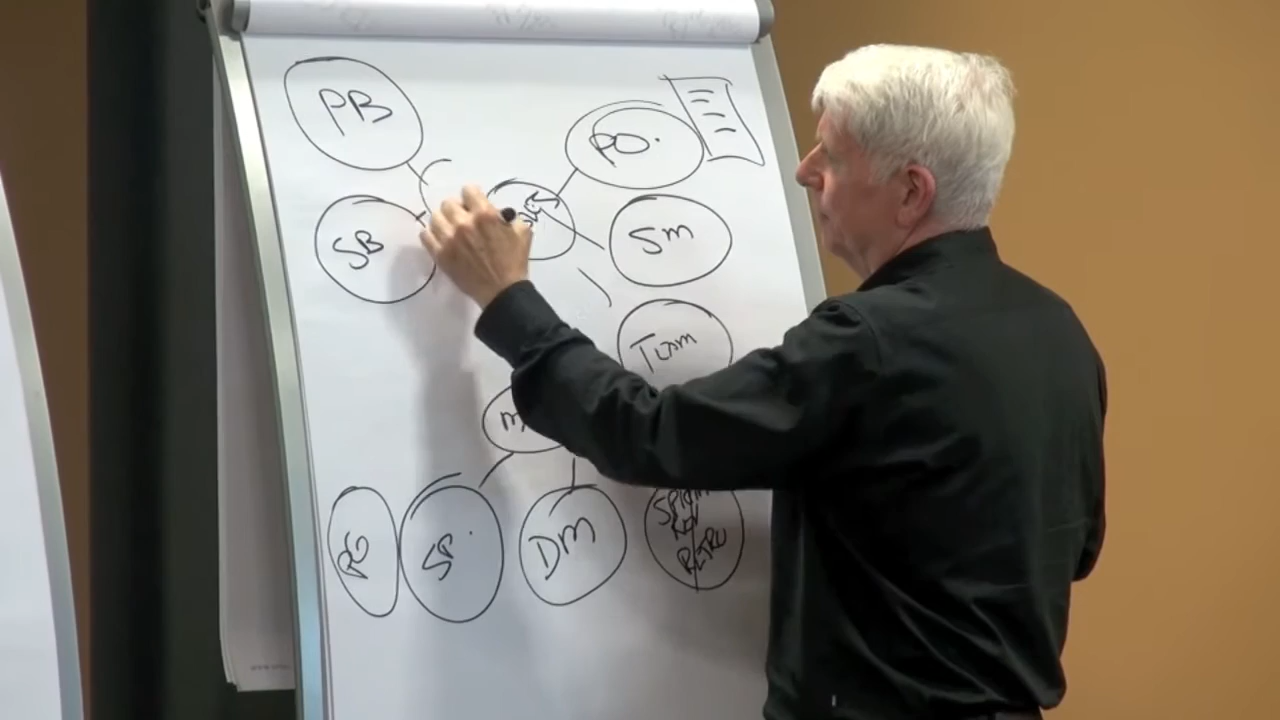 PB
PO.
SB
Sm
Team
SP.
DM
SPRINT
REV
RETRO